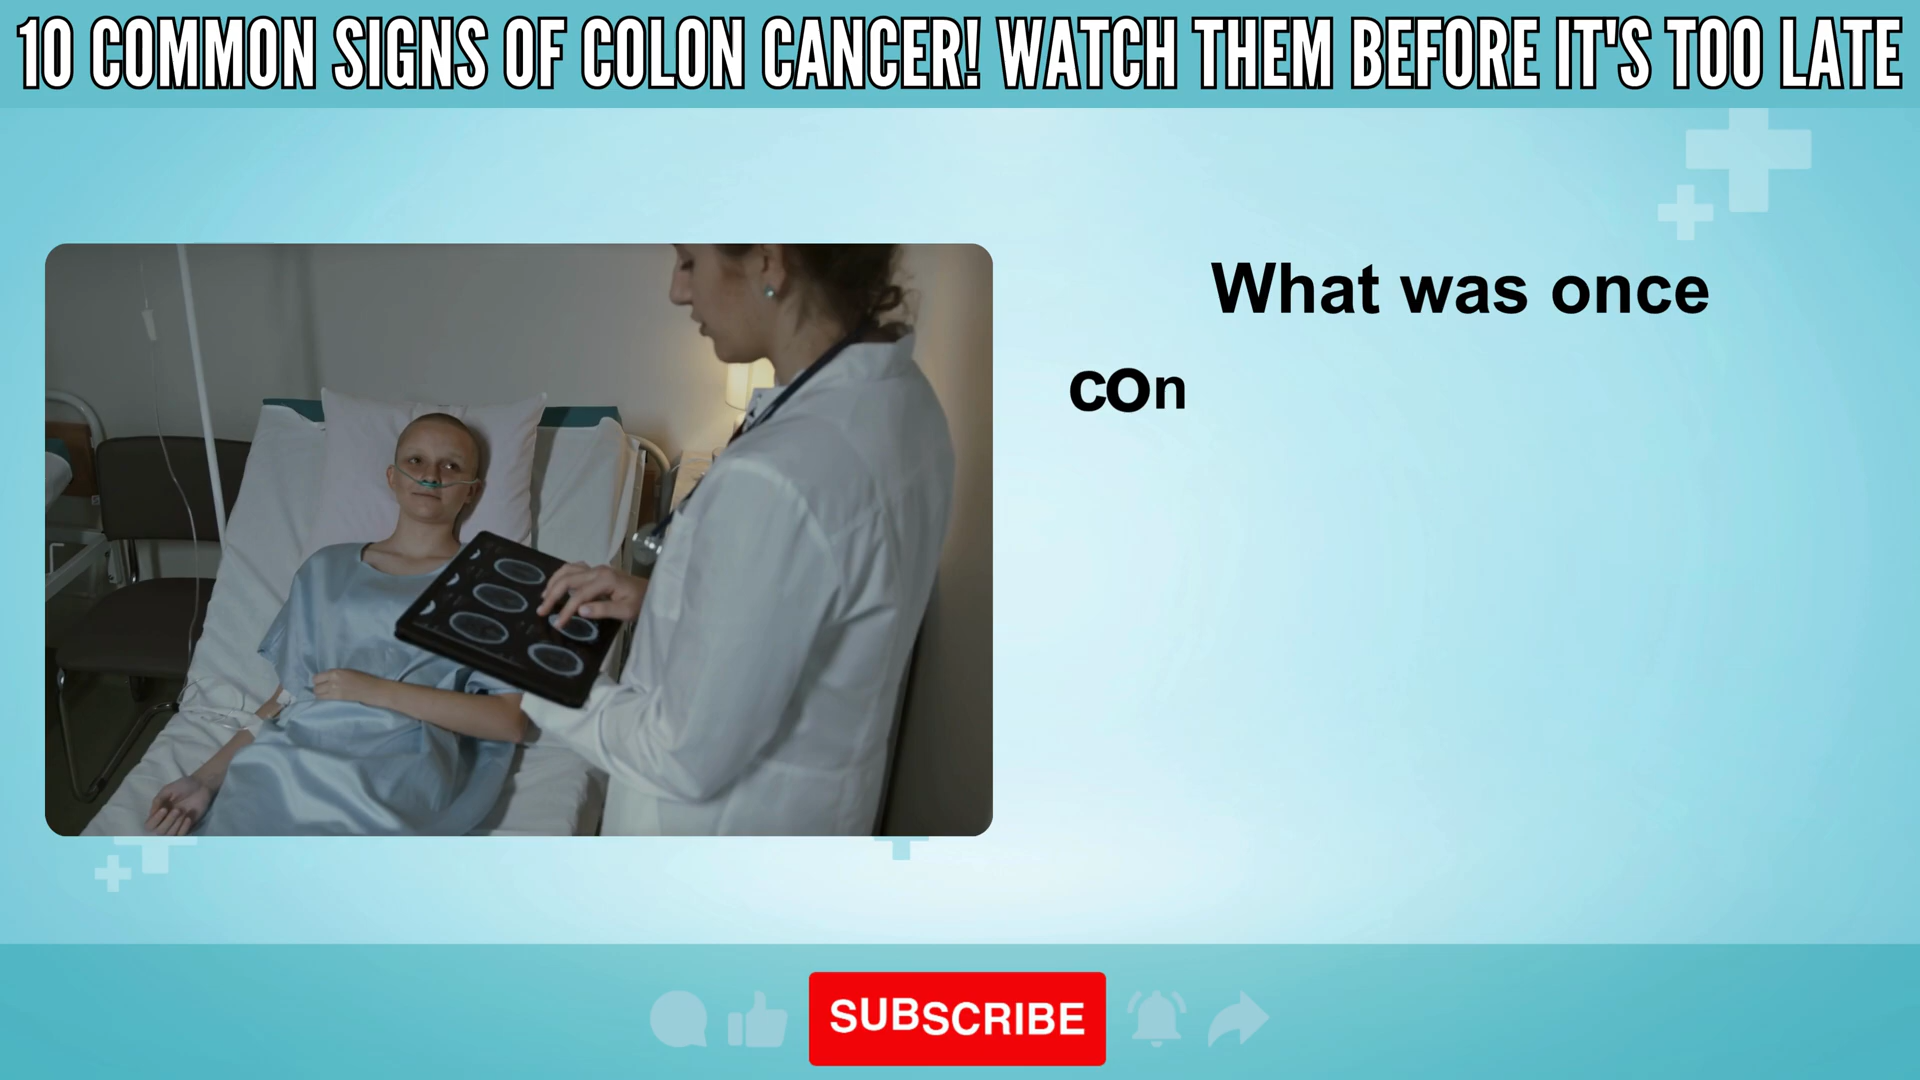 10 COMMON SIGNS OF COLON CANCER! WATCH THEM BEFORE IT'S TOO LATE
What was once
con
SUBSCRIBE